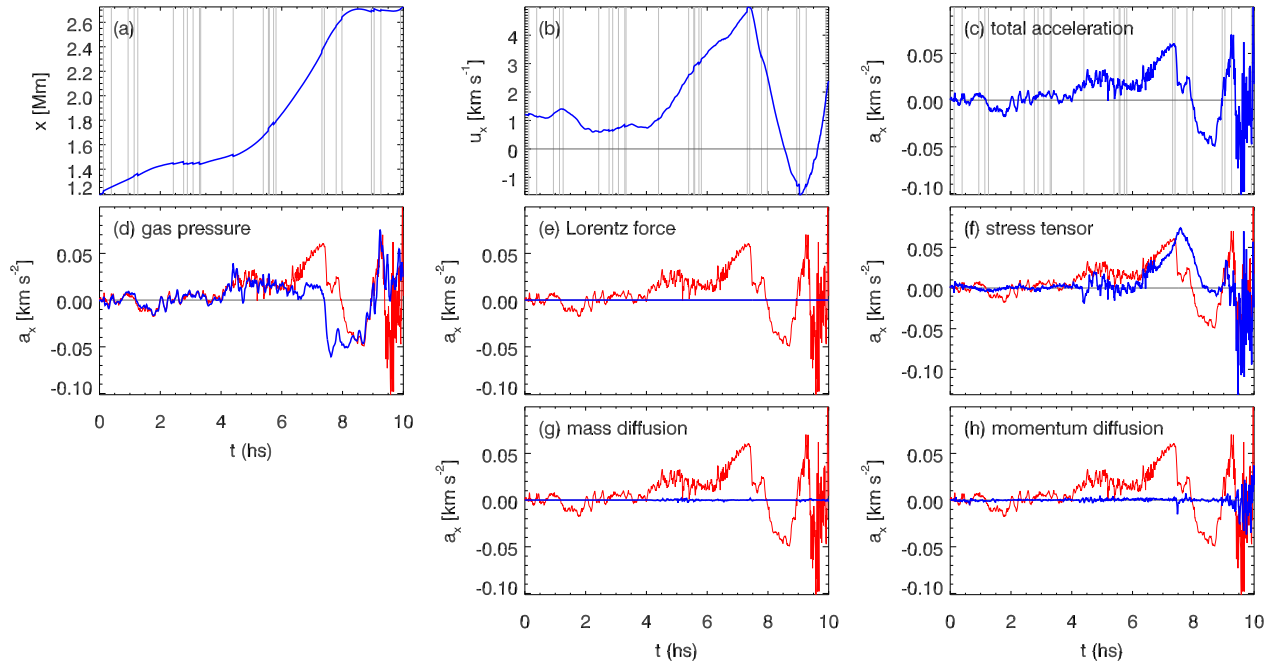 (a)
x [Mm]
2.6
2.4
2.2
2.0
1.8
1.6
1.4
1.2
(b)
u_x [km s^-1]
4
3
2
1
0
-1
(c) total acceleration
a_x [km s^-2]
0.05
0.00
-0.05
-0.10
(d) gas pressure
a_x [km s^-2]
0.05
0.00
-0.05
-0.10
0 2 4 6 8 10
t (hs)
(e) Lorentz force
a_x [km s^-2]
0.05
0.00
-0.05
-0.10
(f) stress tensor
a_x [km s^-2]
0.05
0.00
-0.05
-0.10
(g) mass diffusion
a_x [km s^-2]
0.05
0.00
-0.05
-0.10
0 2 4 6 8 10
t (hs)
(h) momentum diffusion
a_x [km s^-2]
0.05
0.00
-0.05
-0.10
0 2 4 6 8 10
t (hs)